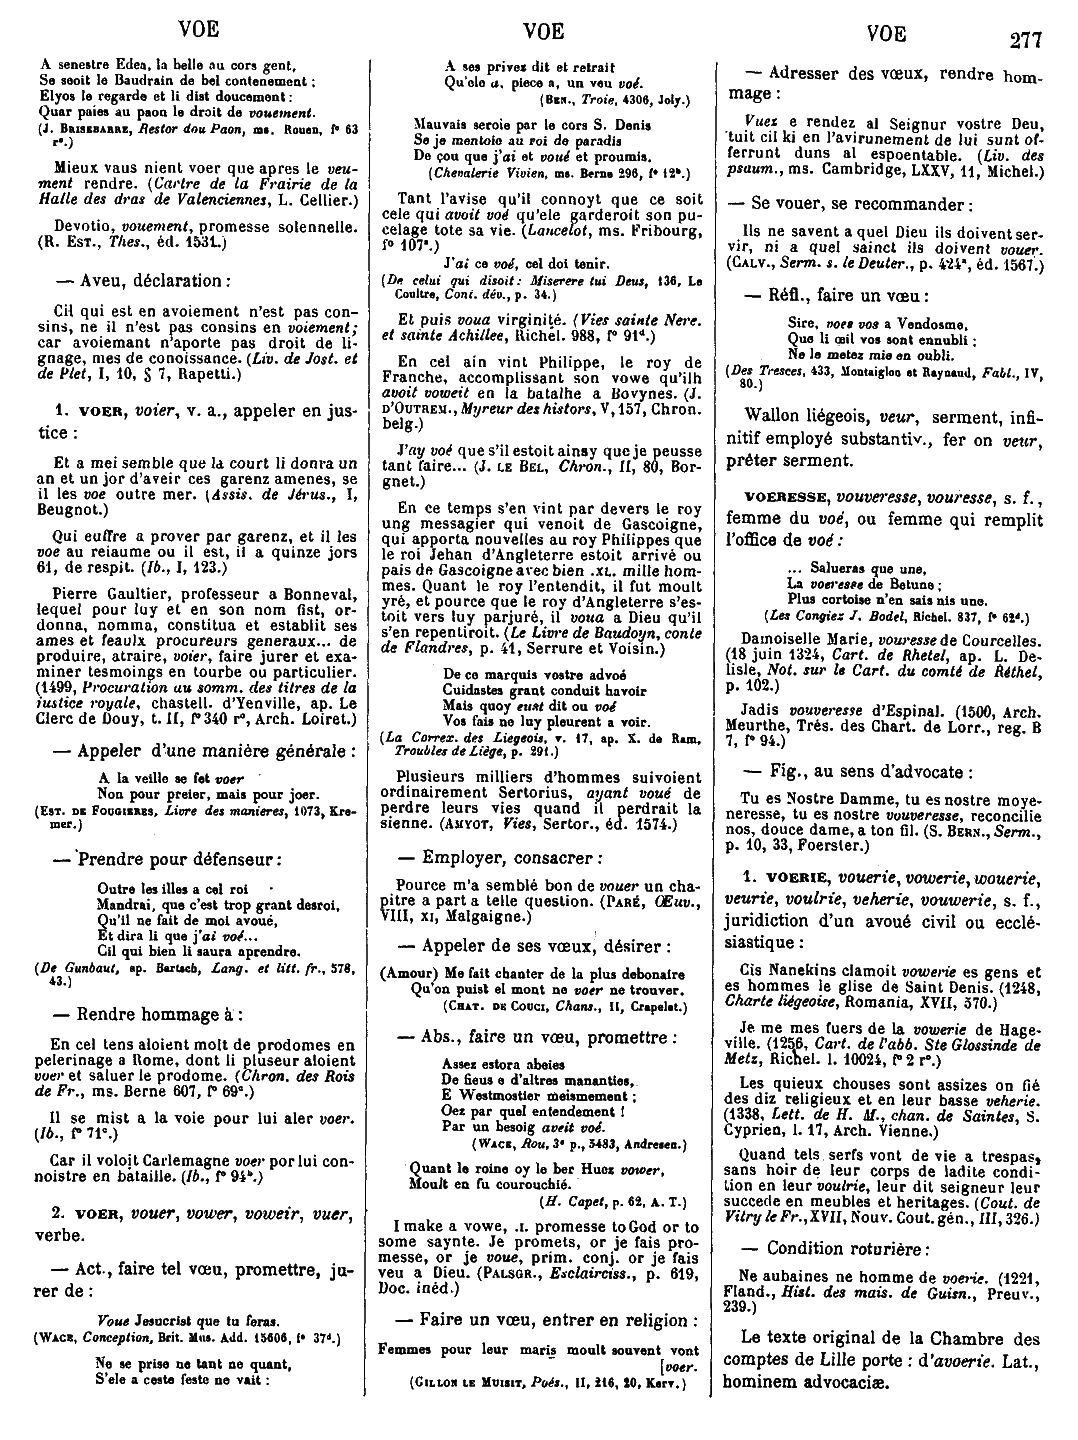 VOE
VOE
VOE
277
A senestre Edea, la belle au cors gent,
Se seoit le Baudrain de bel contenement :
Elyos le regarde et li dist doucement :
Quar paies au paon le droit de vouement.
(J. BRISEBARRE, Restor dou Paon, ms. Rouen, f° 63
r°.)
Mieux vaus nient voer que apres le veu-
ment rendre. (Cartre de la Frairie de la
Halle des dras de Valenciennes, L. Cellier.)
Devotio, vouement, promesse solennelle.
(R. EST., Thes., éd. 1531.)
— Aveu, déclaration :
Cil qui est en avoiement n'est pas con-
sins, ne il n'est pas consins en voiement;
car avoiemant n'aporte pas droit de li-
gnage, mes de conoissance. (Liv. de Jost. et
de Plet, I, 10, § 7, Rapetti.)
1. VOER, voier, v. a., appeler en jus-
tice :
Et a mei semble que la court li donra un
an et un jor d'aveir ces garenz amenes, se
il les voe outre mer. (Assis. de Jérus., I,
Beugnot.)
Qui euffre a prover par garenz, et il les
voe au reiaume ou il est, il a quinze jors
61, de respit. (Ib., I, 123.)
Pierre Gaultier, professeur a Bonneval,
lequel pour luy et en son nom fist, or-
donna, nomma, constitua et establit ses
ames et feaulx procureurs generaux... de
produire, atraire, voier, faire jurer et exa-
miner tesmoings en tourbe ou particulier.
(1499, Procuration au somm. des titres de la
iustice royale, chastell. d'Yenville, ap. Le
Clerc de Douy, t. II, f° 340 r°, Arch. Loiret.)
— Appeler d'une manière générale :
A la veille se fet voer
Non pour preier, mais pour joer.
(EST. DE FOUGIERES, Livre des manieres, 1073, Kre-
mer.)
— Prendre pour défenseur :
Outre les illes a cel roi
Mandrai, que c'est trop grant desroi,
Qu'il ne fait de moi avoué,
Et dira li que j'ai voé...
Cil qui bien li saura aprendre.
(De Gunbaut, ap. Bartsch, Lang. et litt. fr., 578,
43.)
— Rendre hommage à :
En cel tens aloient molt de prodomes en
pelerinage a Rome, dont li pluseur aloient
voer et saluer le prodome. (Chron. des Rois
de Fr., ms. Berne 607, f° 69ᵃ.)
Il se mist a la voie pour lui aler voer.
(Ib., f° 71ᶜ.)
Car il voloit Carlemagne voer por lui con-
noistre en bataille. (Ib., f° 94ᵇ.)
2. VOER, vouer, vower, voweir, vuer,
verbe.
— Act., faire tel vœu, promettre, ju-
rer de :
Voue Jesucrist que tu feras.
(WACE, Conception, Brit. Mus. Add. 15606, f° 37ᵈ.)
Ne se prise ne tant ne quant,
S'ele a ceste feste ne vait :
A ses privez dit et retrait
Qu'ele a, piece a, un veu voé.
(BEN., Troie, 4306, Joly.)
Mauvais seroie par le cors S. Denis
Se je mentoie au roi de paradis
De çou que j'ai et voué et proumis.
(Chevalerie Vivien, ms. Berne 296, f° 12ᵇ.)
Tant l'avise qu'il connoyt que ce soit
cele qui avoit voé qu'ele garderoit son pu-
celage tote sa vie. (Lancelot, ms. Fribourg,
f° 107ᵃ.)
J'ai ce voé, cel doi tenir.
(De celui qui disoit : Miserere tui Deus, 136, Le
Coultre, Cont. dév., p. 34.)
Et puis voua virginité. (Vies sainte Nere.
et sainte Achillee, Richel. 988, f° 91ᵈ.)
En cel ain vint Philippe, le roy de
Franche, accomplissant son vowe qu'ilh
avoit voweit en la batalhe a Bovynes. (J.
D'OUTREM., Myreur des histors, V, 157, Chron.
belg.)
J'ay voé que s'il estoit ainsy que je peusse
tant faire... (J. LE BEL, Chron., II, 80, Bor-
gnet.)
En ce temps s'en vint par devers le roy
ung messagier qui venoit de Gascoigne,
qui apporta nouvelles au roy Philippes que
le roi Jehan d'Angleterre estoit arrivé ou
pais de Gascoigne avec bien .XL. mille hom-
mes. Quant le roy l'entendit, il fut moult
yré, et pource que le roy d'Angleterre s'es-
toit vers luy parjuré, il voua a Dieu qu'il
s'en repentiroit. (Le Livre de Baudoyn, conte
de Flandres, p. 41, Serrure et Voisin.)
De ce marquis vostre advoé
Cuidastes grant conduit havoir
Mais quoy eust dit ou voé
Vos fais ne luy pleurent a voir.
(La Correx. des Liegeois, v. 17, ap. X. de Ram,
Troubles de Liège, p. 291.)
Plusieurs milliers d'hommes suivoient
ordinairement Sertorius, ayant voué de
perdre leurs vies quand il perdrait la
sienne. (AMYOT, Vies, Sertor., éd. 1574.)
— Employer, consacrer :
Pource m'a semblé bon de vouer un cha-
pitre a part a telle question. (PARÉ, Œuv.,
VIII, XI, Malgaigne.)
— Appeler de ses vœux, désirer :
(Amour) Me fait chanter de la plus debonaire
Qu'on puist el mont ne voer ne trouver.
(CHAT. DE COUCI, Chans., II, Crapelet.)
— Abs., faire un vœu, promettre :
Assez estora abeies
De fieus e d'altres mananties,
E Westmostier meismement ;
Oez par quel entendement !
Par un besoig aveit voé.
(WACE, Rou, 3ᵉ p., 5483, Andresen.)
Quant le roine oy le ber Huez vower,
Moult en fu courouchié.
(H. Capet, p. 62, A. T.)
I make a vowe, .I. promesse to God or to
some saynte. Je promets, or je fais pro-
messe, or je voue, prim. conj. or je fais
veu a Dieu. (PALSGR., Esclairciss., p. 619,
Doc. inéd.)
— Faire un vœu, entrer en religion :
Femmes pour leur maris moult souvent vont
[voer.
(GILLON LE MUISIT, Poés., II, 216, 20, Kerv.)
— Adresser des vœux, rendre hom-
mage :
Vuez e rendez al Seignur vostre Deu,
tuit cil ki en l'avirunement de lui sunt of-
ferrunt duns al espoentable. (Liv. des
psaum., ms. Cambridge, LXXV, 11, Michel.)
— Se vouer, se recommander :
Ils ne savent a quel Dieu ils doivent ser-
vir, ni a quel sainct ils doivent vouer.
(CALV., Serm. s. le Deuter., p. 424ᵃ, éd. 1567.)
— Réfl., faire un vœu :
Sire, voes vos a Vendosme,
Que li œil vos sont ennubli ;
Ne le metez mie en oubli.
(Des Tresces, 433, Montaiglon et Raynaud, Fabl., IV,
80.)
Wallon liégeois, veur, serment, infi-
nitif employé substantiv., fer on veur,
prêter serment.
VOERESSE, vouveresse, vouresse, s. f.,
femme du voé, ou femme qui remplit
l'office de voé :
... Salueras que une,
La voeresse de Betune ;
Plus cortoise n'en sais nis une.
(Les Congiez J. Bodel, Richel. 837, f° 62ᵈ.)
Damoiselle Marie, vouresse de Courcelles.
(18 juin 1324, Cart. de Rhetel, ap. L. De-
lisle, Not. sur le Cart. du comté de Réthel,
p. 102.)
Jadis vouveresse d'Espinal. (1500, Arch.
Meurthe, Trés. des Chart. de Lorr., reg. B
7, f° 94.)
— Fig., au sens d'advocate :
Tu es Nostre Damme, tu es nostre moye-
neresse, tu es nostre vouveresse, reconcilie
nos, douce dame, a ton fil. (S. BERN., Serm.,
p. 10, 33, Foerster.)
1. VOERIE, vouerie, vowerie, wouerie,
veurie, voulrie, veherie, vouwerie, s. f.,
juridiction d'un avoué civil ou ecclé-
siastique :
Cis Nanekins clamoit vowerie es gens et
es hommes le glise de Saint Denis. (1248,
Charte liégeoise, Romania, XVII, 570.)
Je me mes fuers de la vowerie de Hage-
ville. (1256, Cart. de l'abb. Ste Glossinde de
Metz, Richel. l. 10024, f° 2 r°.)
Les quieux chouses sont assizes on fié
des diz religieux et en leur basse veherie.
(1338, Lett. de H. M., chan. de Saintes, S.
Cyprien, l. 17, Arch. Vienne.)
Quand tels serfs vont de vie a trespas,
sans hoir de leur corps de ladite condi-
tion en leur voulrie, leur dit seigneur leur
succede en meubles et heritages. (Cout. de
Vitry le Fr., XVII, Nouv. Cout. gén., III, 326.)
— Condition roturière :
Ne aubaines ne homme de voerie. (1221,
Fland., Hist. des mais. de Guisn., Preuv.,
239.)
Le texte original de la Chambre des
comptes de Lille porte : d'avoerie. Lat.,
hominem advocaciæ.